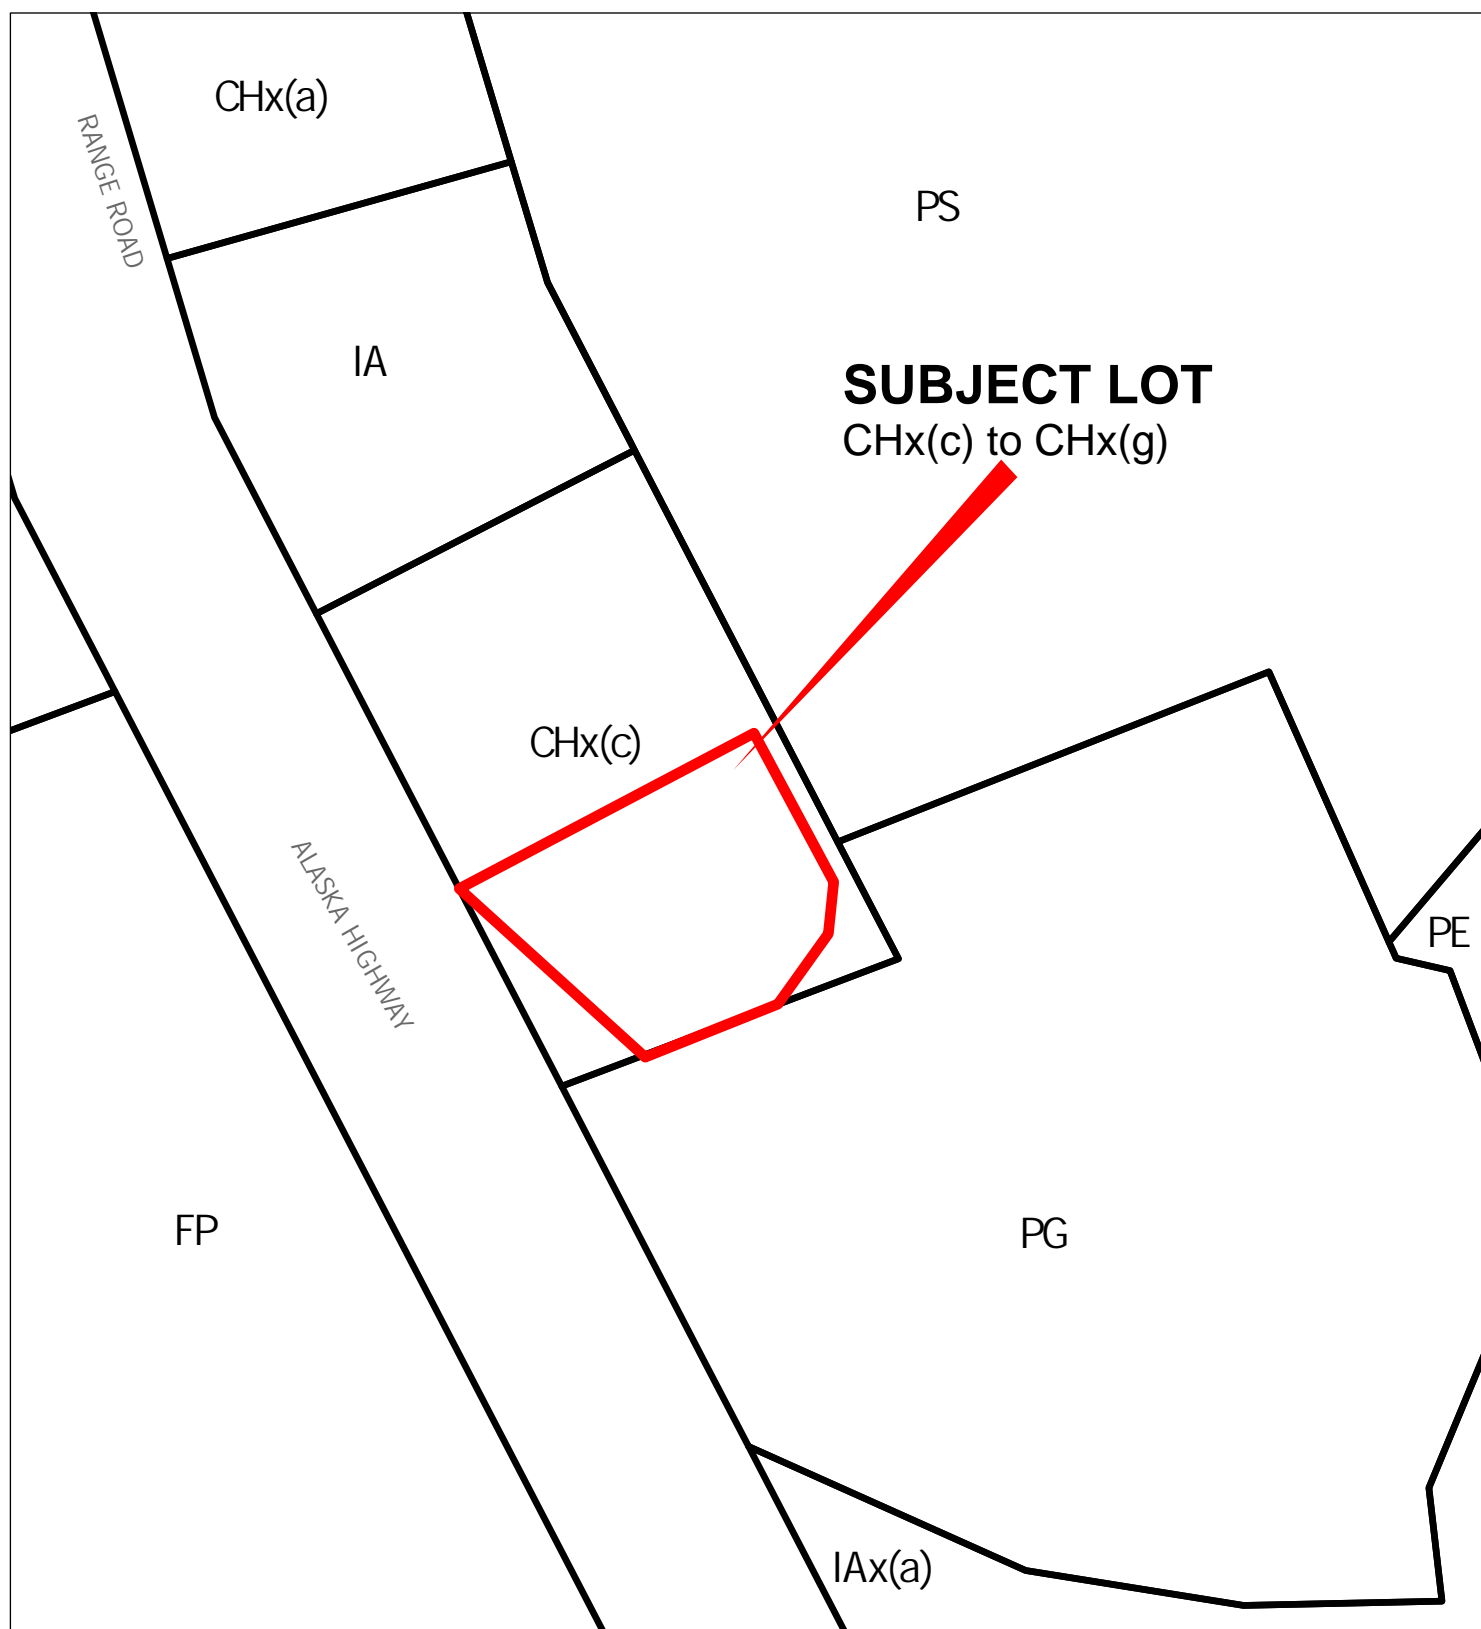 CHx(a)
RANGE ROAD
PS
IA
SUBJECT LOT
CHx(c) to CHx(g)
CHx(c)
ALASKA HIGHWAY
PE
FP
PG
IAx(a)